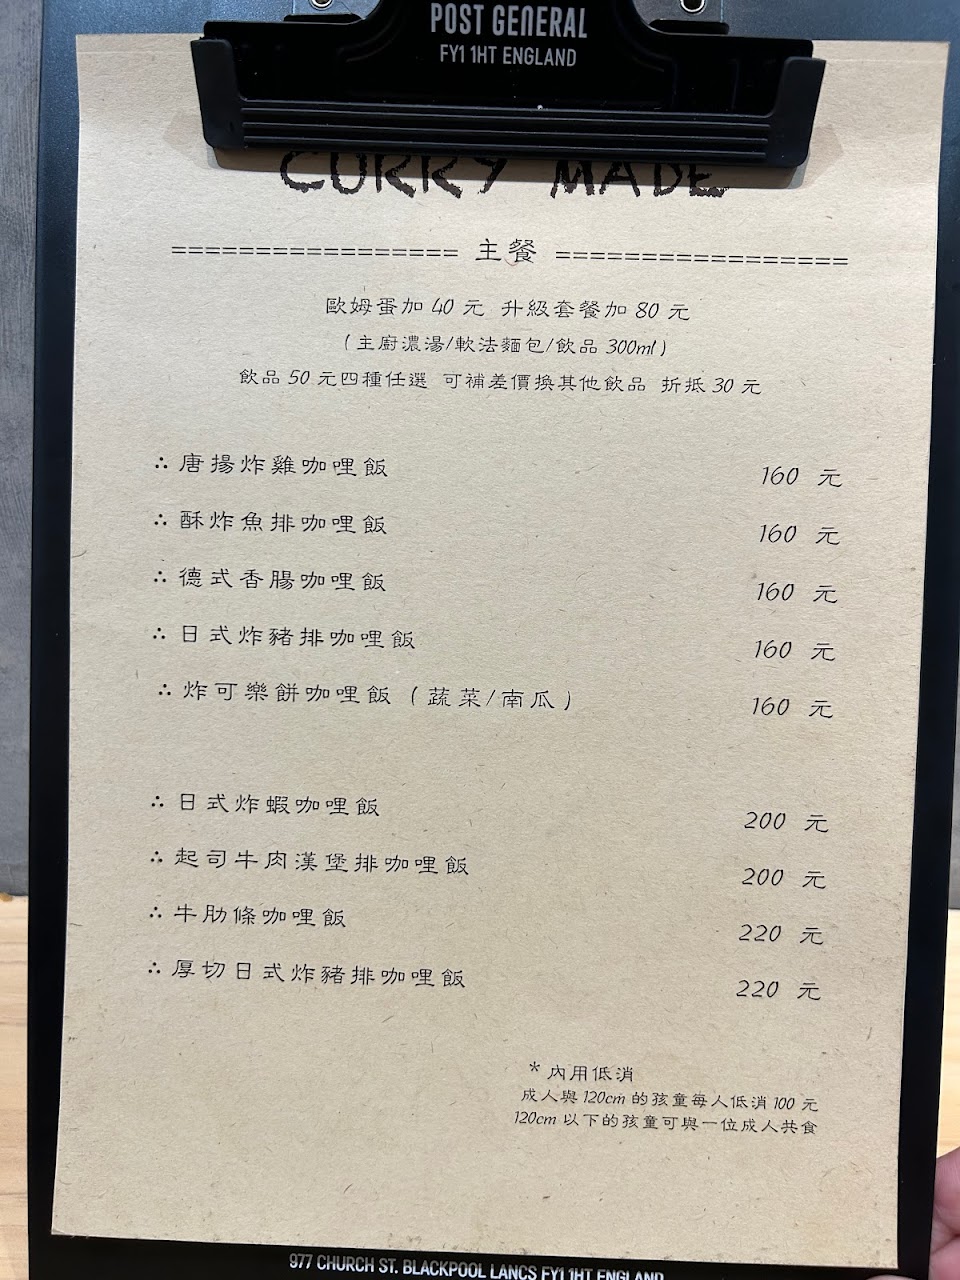 POST GENERAL
FY1 1HT ENGLAND
CURRY MADE
================= 主餐 =================
歐姆蛋加 40 元 升級套餐加 80 元
(主廚濃湯/軟法麵包/飲品 300ml)
飲品 50 元四種任選 可補差價換其他飲品 折抵 30 元
∴ 唐揚炸雞咖哩飯 160 元
∴ 酥炸魚排咖哩飯 160 元
∴ 德式香腸咖哩飯 160 元
∴ 日式炸豬排咖哩飯 160 元
∴ 炸可樂餅咖哩飯 (蔬菜/南瓜) 160 元
∴ 日式炸蝦咖哩飯 200 元
∴ 起司牛肉漢堡排咖哩飯 200 元
∴ 牛肋條咖哩飯 220 元
∴ 厚切日式炸豬排咖哩飯 220 元
* 內用低消
成人與 120cm 的孩童每人低消 100 元
120cm 以下的孩童可與一位成人共食
977 CHURCH ST. BLACKPOOL LANCS FY1 1HT ENGLAND